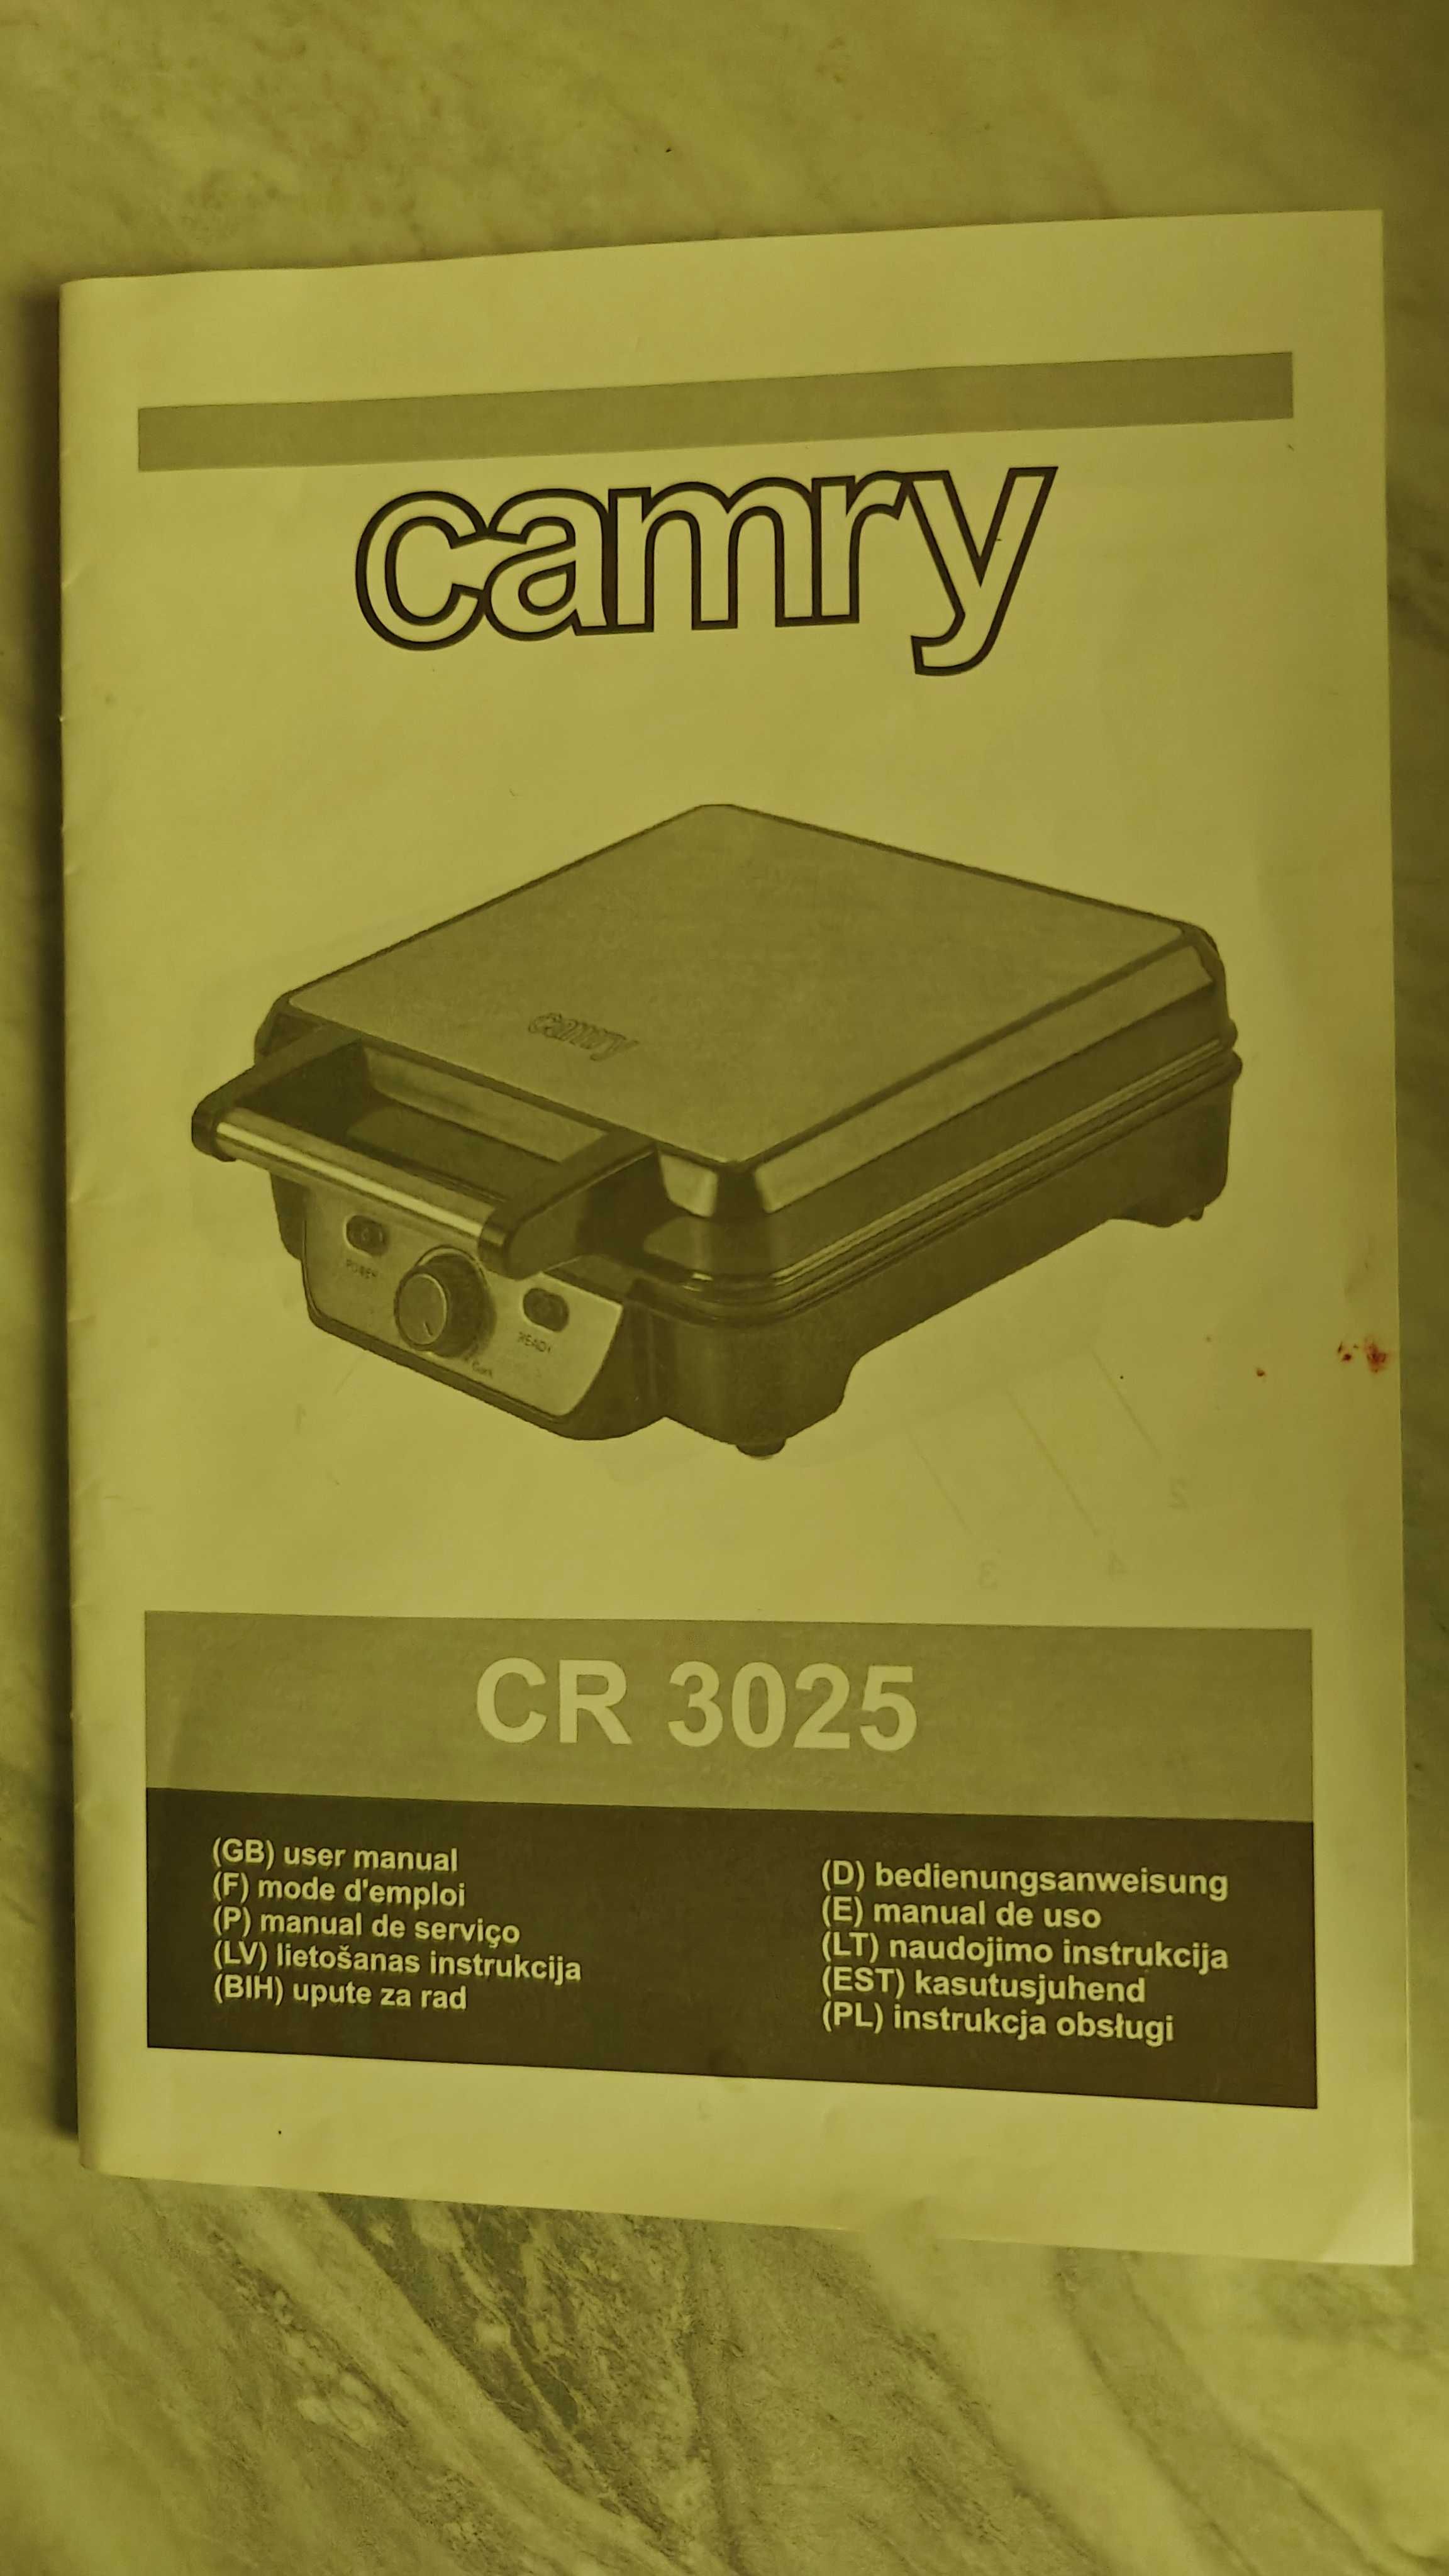 camry
camry
POWER
READY
CR 3025
(GB) user manual
(F) mode d'emploi
(P) manual de serviço
(LV) lietošanas instrukcija
(BIH) upute za rad
(D) bedienungsanweisung
(E) manual de uso
(LT) naudojimo instrukcija
(EST) kasutusjuhend
(PL) instrukcja obsługi